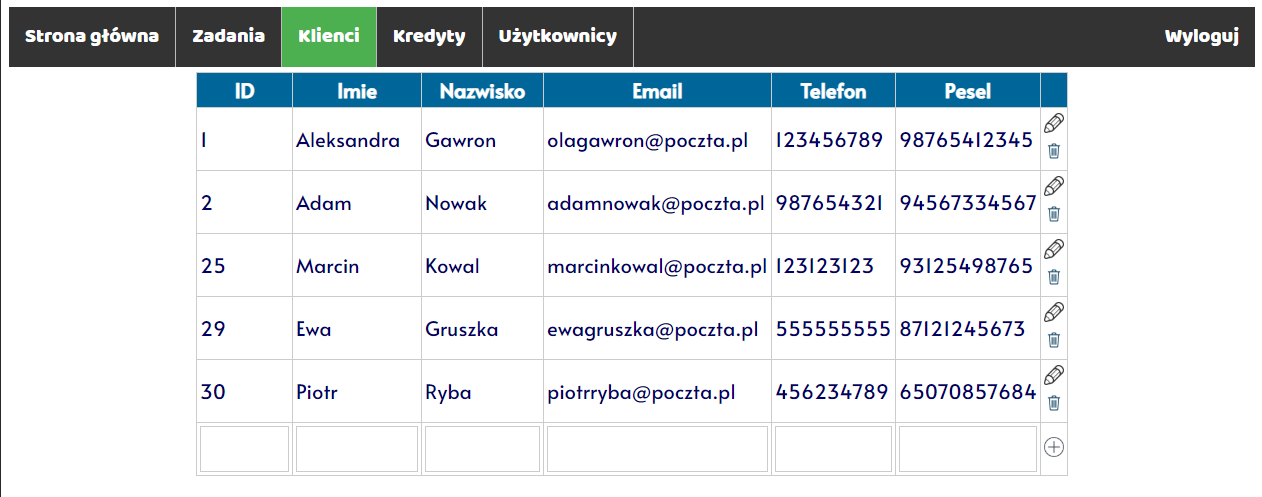 Strona główna Zadania Klienci Kredyty Użytkownicy Wyloguj
ID Imie Nazwisko Email Telefon Pesel
1 Aleksandra Gawron olagawron@poczta.pl 123456789 98765412345
2 Adam Nowak adamnowak@poczta.pl 987654321 94567334567
25 Marcin Kowal marcinkowal@poczta.pl 123123123 93125498765
29 Ewa Gruszka ewagruszka@poczta.pl 555555555 87121245673
30 Piotr Ryba piotrryba@poczta.pl 456234789 65070857684